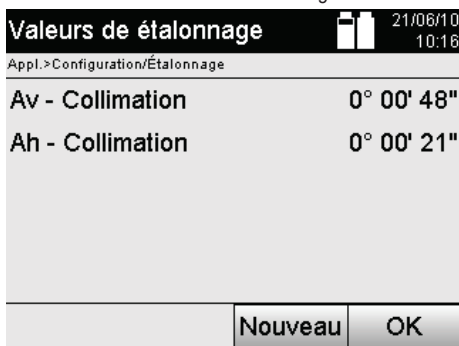 Valeurs de étalonnage 21/06/10
10:16
Appl.>Configuration/Étalonnage
Av - Collimation 0° 00' 48"
Ah - Collimation 0° 00' 21"
Nouveau OK